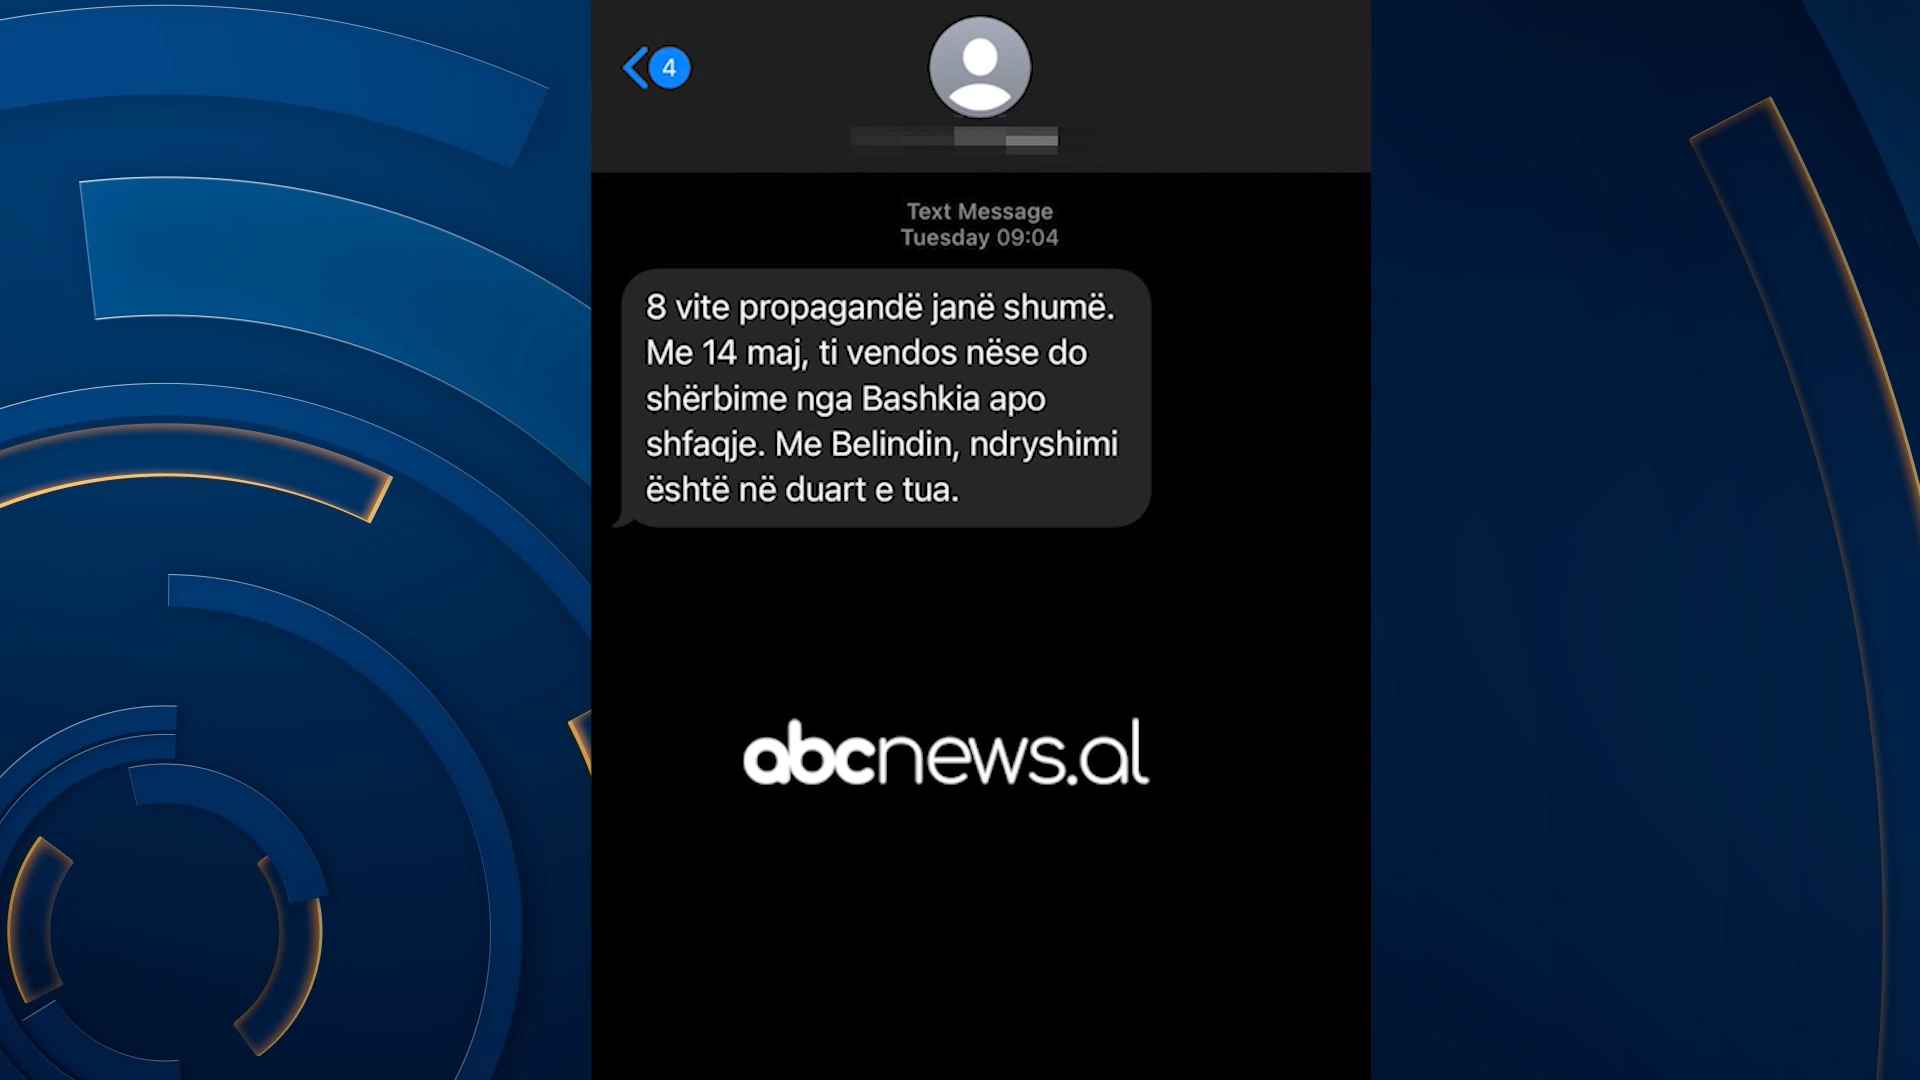 4
Text Message
Tuesday 09:04
8 vite propagandë janë shumë.
Me 14 maj, ti vendos nëse do
shërbime nga Bashkia apo
shfaqje. Me Belindin, ndryshimi
është në duart e tua.
abcnews.al